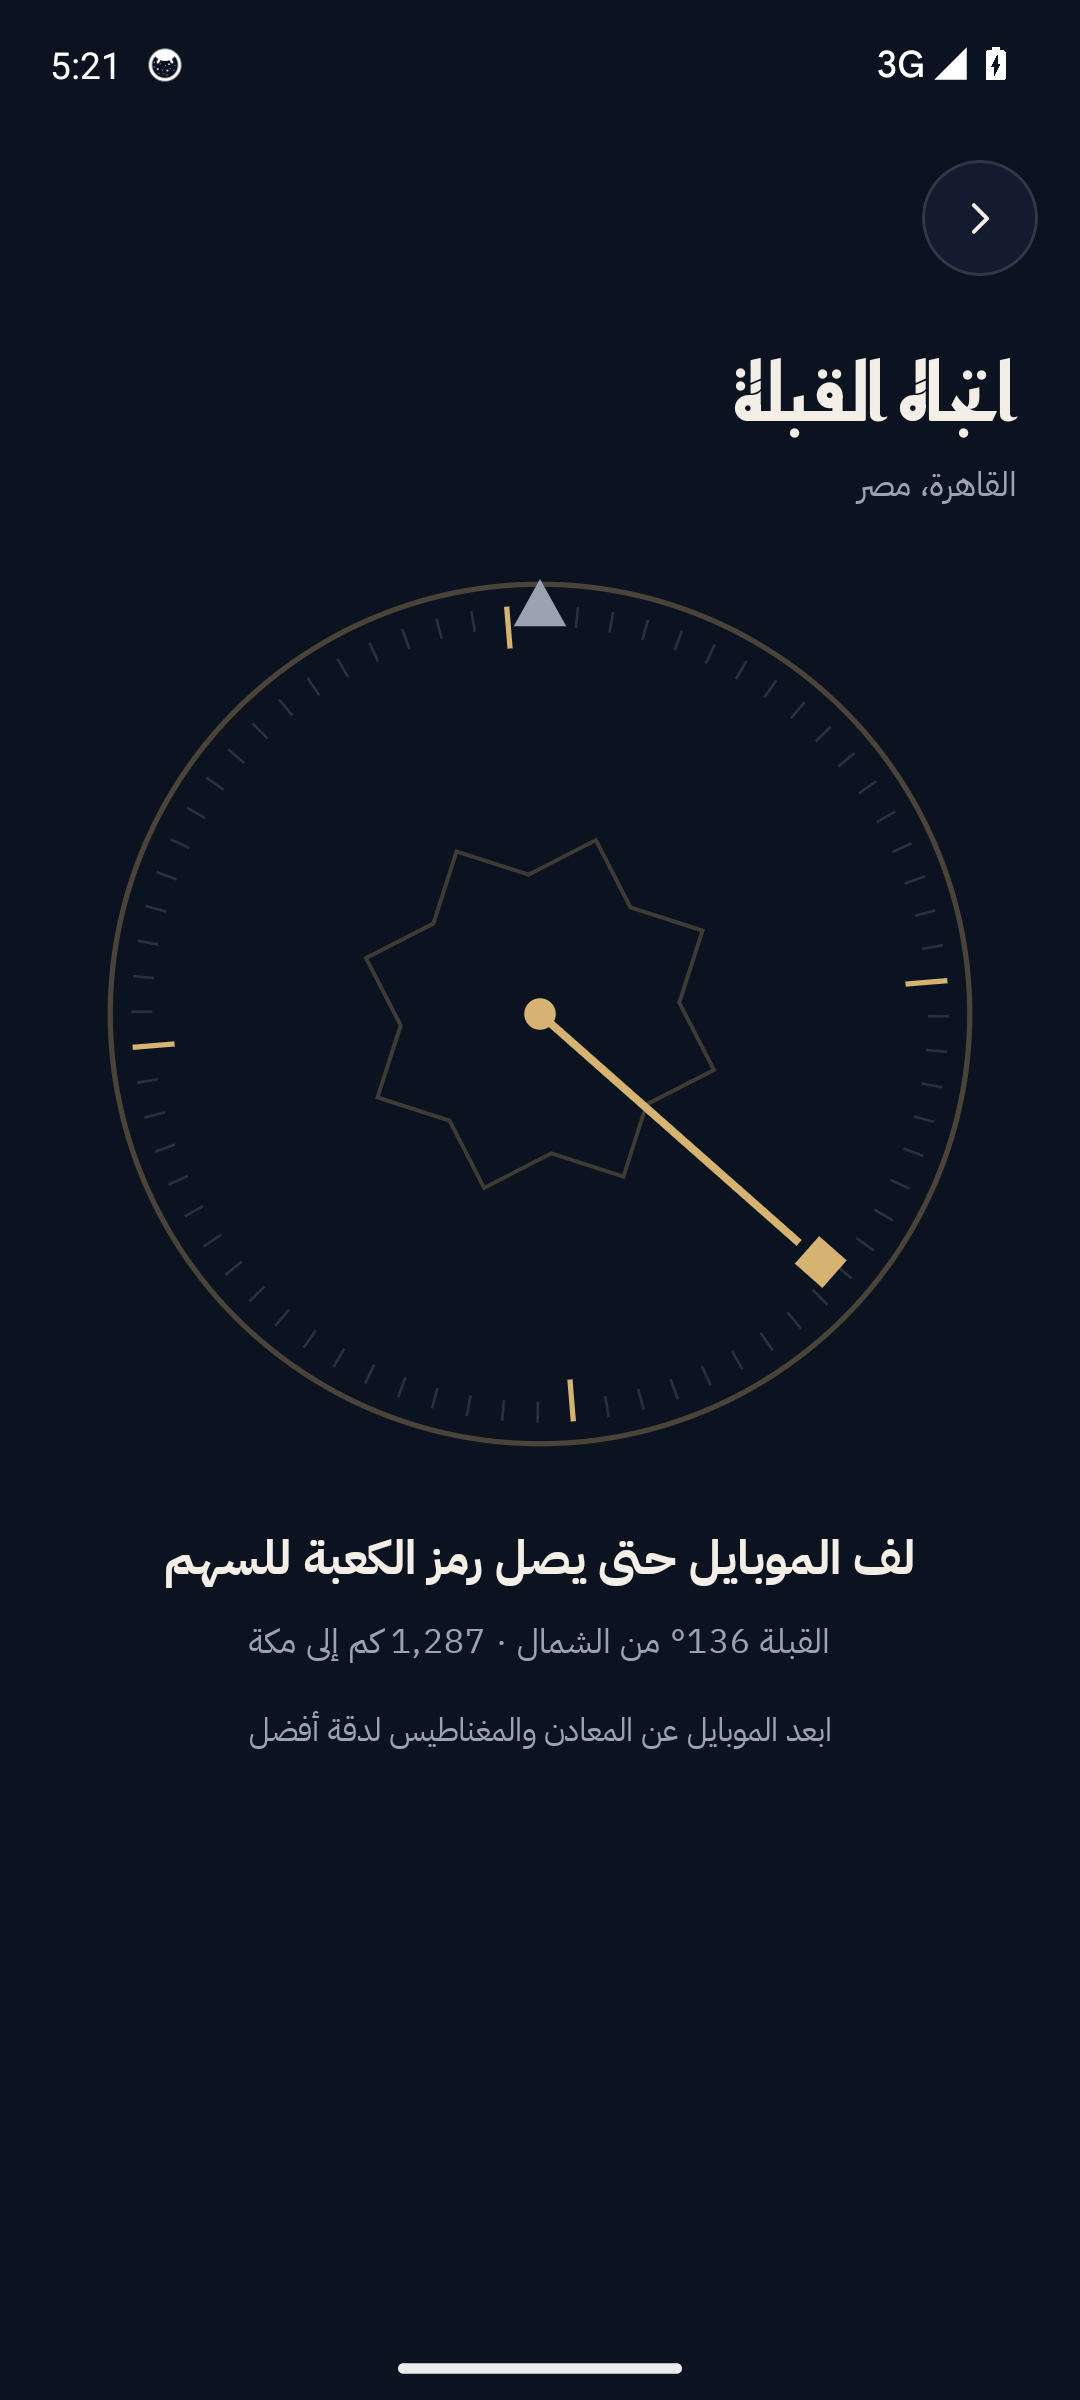 5:21
3G
اتجاه القبلة
القاهرة، مصر
لف الموبايل حتى يصل رمز الكعبة للسهم
القبلة 136° من الشمال · 1,287 كم إلى مكة
ابعد الموبايل عن المعادن والمغناطيس لدقة أفضل